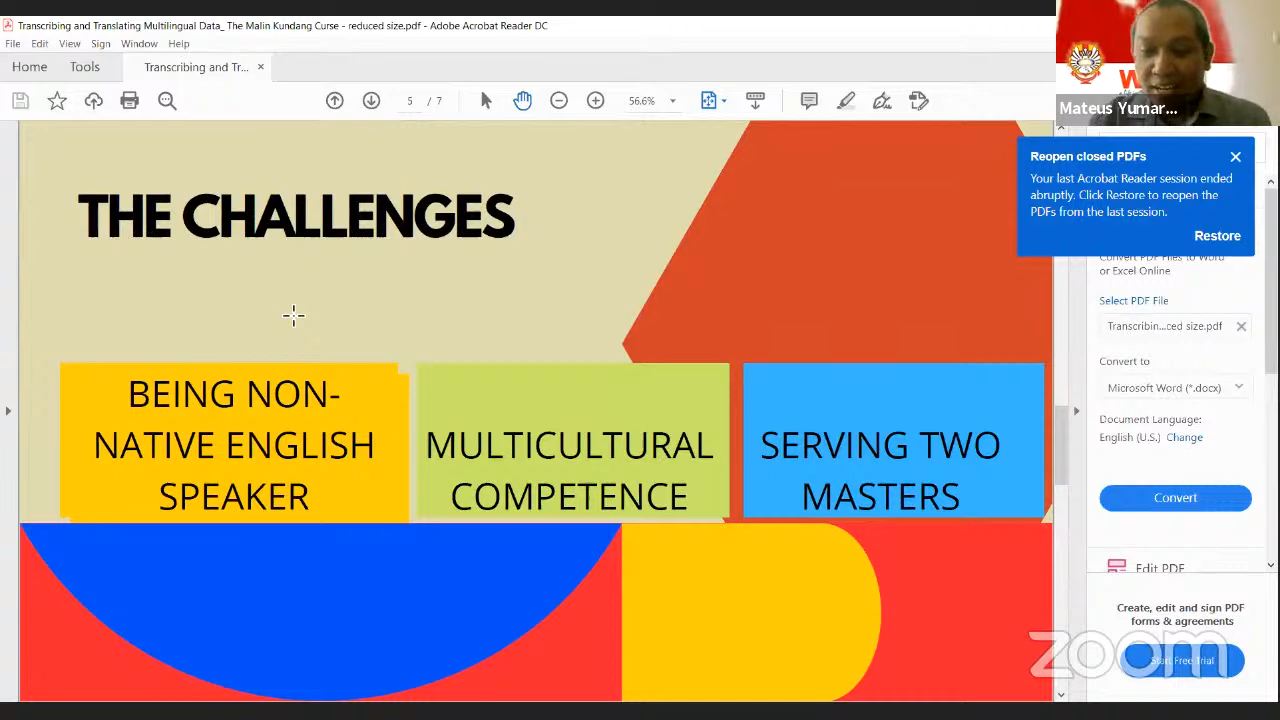 Transcribing and Translating Multilingual Data_ The Malin Kundang Curse - reduced size.pdf - Adobe Acrobat Reader DC
File Edit View Sign Window Help
Home Tools Transcribing and Tr... ×
5 / 7 56.6%
W
Mateus Yumar...
Reopen closed PDFs
Your last Acrobat Reader session ended
abruptly. Click Restore to reopen the
PDFs from the last session.
Restore
THE CHALLENGES
BEING NON-
NATIVE ENGLISH
SPEAKER
MULTICULTURAL
COMPETENCE
SERVING TWO
MASTERS
Convert PDF Files to Word
or Excel Online
Select PDF File
Transcribin...ced size.pdf
Convert to
Microsoft Word (*.docx)
Document Language:
English (U.S.) Change
Convert
Edit PDF
Create, edit and sign PDF
forms & agreements
Start Free Trial
zoom